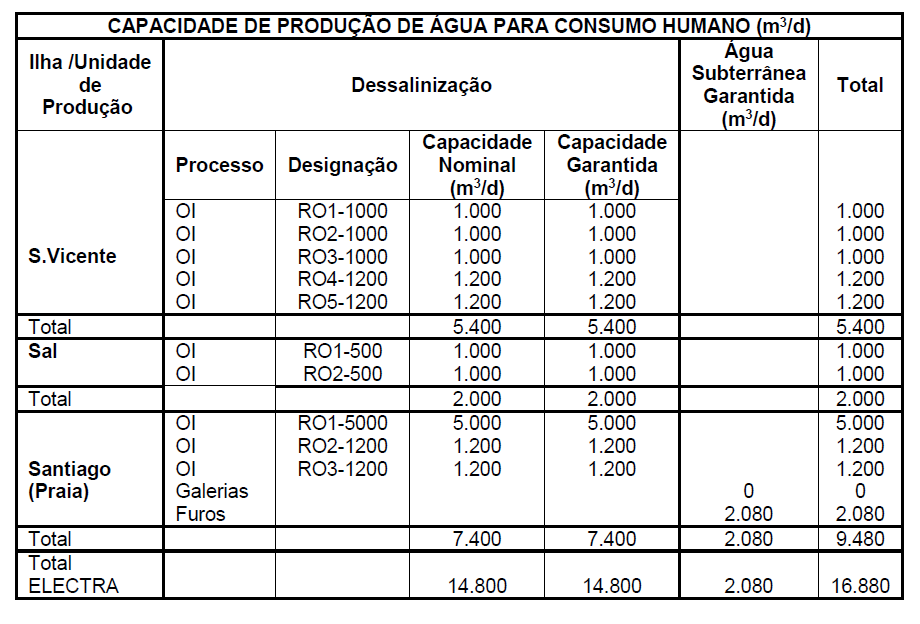 CAPACIDADE DE PRODUÇÃO DE ÁGUA PARA CONSUMO HUMANO (m³/d)
Ilha /Unidade de Produção Dessalinização Água Subterrânea Garantida (m³/d) Total
Processo Designação Capacidade Nominal (m³/d) Capacidade Garantida (m³/d)
OI RO1-1000 1.000 1.000 1.000
OI RO2-1000 1.000 1.000 1.000
S.Vicente OI RO3-1000 1.000 1.000 1.000
OI RO4-1200 1.200 1.200 1.200
OI RO5-1200 1.200 1.200 1.200
Total 5.400 5.400 5.400
Sal OI RO1-500 1.000 1.000 1.000
OI RO2-500 1.000 1.000 1.000
Total 2.000 2.000 2.000
OI RO1-5000 5.000 5.000 5.000
OI RO2-1200 1.200 1.200 1.200
Santiago OI RO3-1200 1.200 1.200 1.200
(Praia) Galerias 0 0
Furos 2.080 2.080
Total 7.400 7.400 2.080 9.480
Total
ELECTRA 14.800 14.800 2.080 16.880